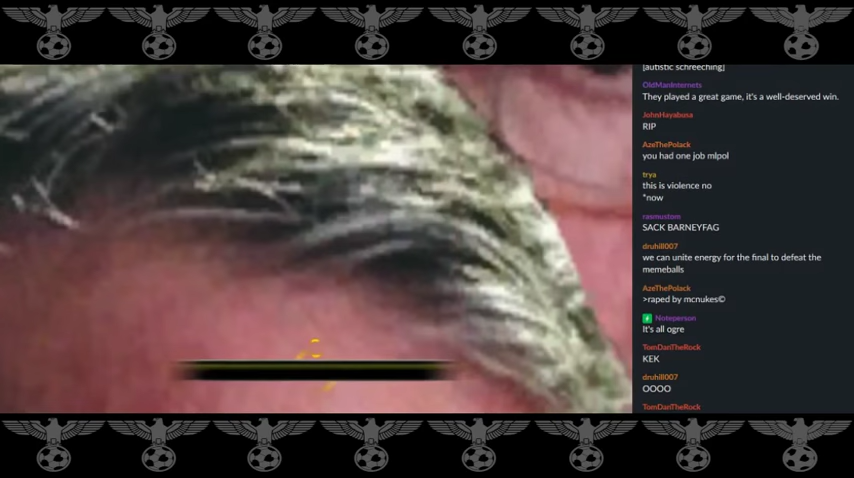 [autistic schreeching]
OldManInternets
They played a great game, it's a well-deserved win.
JohnHayabusa
RIP
AzeThePolack
you had one job mlpol
trya
this is violence no
*now
rasmustom
SACK BARNEYFAG
druhill007
we can unite energy for the final to defeat the
memeballs
AzeThePolack
>raped by mcnukes©
Noteperson
It's all ogre
TomDanTheRock
KEK
druhill007
OOOO
TomDanTheRock